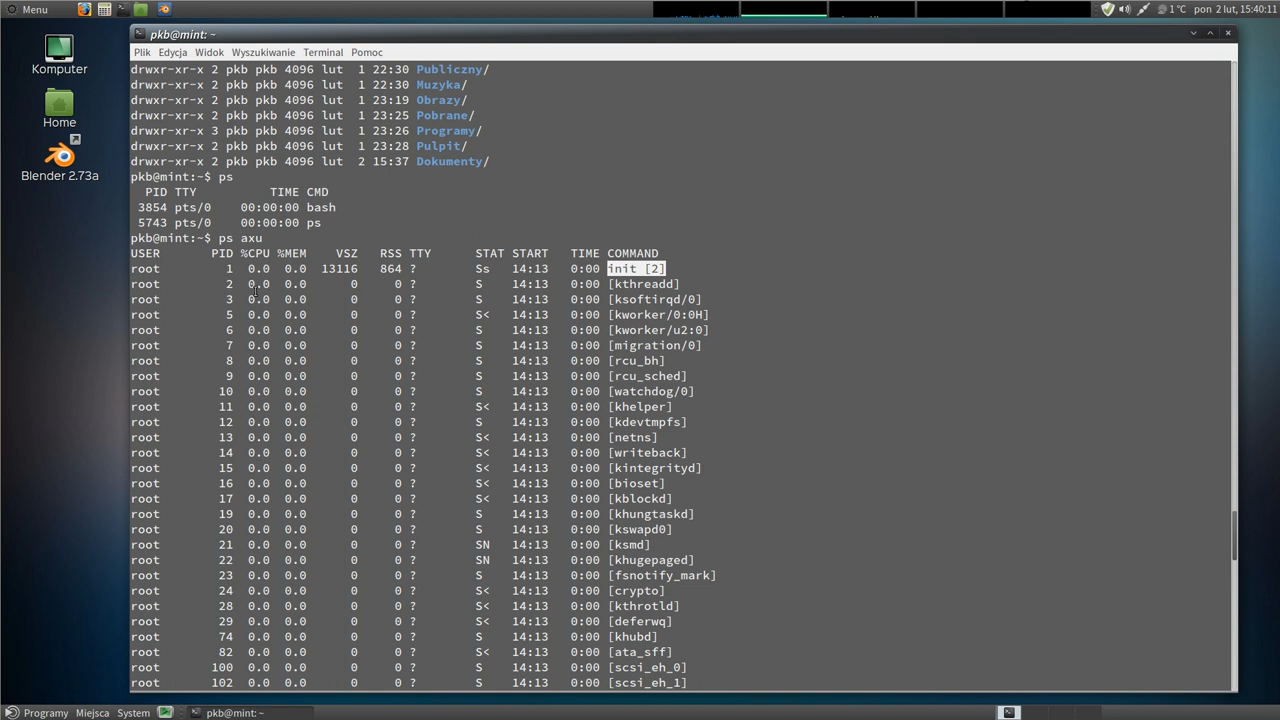 Menu
1 °C pon 2 lut, 15:40:11
pkb@mint: ~
Plik Edycja Widok Wyszukiwanie Terminal Pomoc
Komputer
Home
Blender 2.73a
drwxr-xr-x 2 pkb pkb 4096 lut  1 22:30 Publiczny/
drwxr-xr-x 2 pkb pkb 4096 lut  1 22:30 Muzyka/
drwxr-xr-x 2 pkb pkb 4096 lut  1 23:19 Obrazy/
drwxr-xr-x 2 pkb pkb 4096 lut  1 23:25 Pobrane/
drwxr-xr-x 3 pkb pkb 4096 lut  1 23:26 Programy/
drwxr-xr-x 2 pkb pkb 4096 lut  1 23:28 Pulpit/
drwxr-xr-x 2 pkb pkb 4096 lut  2 15:37 Dokumenty/
pkb@mint:~$ ps
  PID TTY          TIME CMD
 3854 pts/0    00:00:00 bash
 5743 pts/0    00:00:00 ps
pkb@mint:~$ ps axu
USER       PID %CPU %MEM    VSZ   RSS TTY      STAT START   TIME COMMAND
root         1  0.0  0.0  13116   864 ?        Ss   14:13   0:00 init [2]
root         2  0.0  0.0      0     0 ?        S    14:13   0:00 [kthreadd]
root         3  0.0  0.0      0     0 ?        S    14:13   0:00 [ksoftirqd/0]
root         5  0.0  0.0      0     0 ?        S<   14:13   0:00 [kworker/0:0H]
root         6  0.0  0.0      0     0 ?        S    14:13   0:00 [kworker/u2:0]
root         7  0.0  0.0      0     0 ?        S    14:13   0:00 [migration/0]
root         8  0.0  0.0      0     0 ?        S    14:13   0:00 [rcu_bh]
root         9  0.0  0.0      0     0 ?        S    14:13   0:00 [rcu_sched]
root        10  0.0  0.0      0     0 ?        S    14:13   0:00 [watchdog/0]
root        11  0.0  0.0      0     0 ?        S<   14:13   0:00 [khelper]
root        12  0.0  0.0      0     0 ?        S    14:13   0:00 [kdevtmpfs]
root        13  0.0  0.0      0     0 ?        S<   14:13   0:00 [netns]
root        14  0.0  0.0      0     0 ?        S<   14:13   0:00 [writeback]
root        15  0.0  0.0      0     0 ?        S<   14:13   0:00 [kintegrityd]
root        16  0.0  0.0      0     0 ?        S<   14:13   0:00 [bioset]
root        17  0.0  0.0      0     0 ?        S<   14:13   0:00 [kblockd]
root        19  0.0  0.0      0     0 ?        S    14:13   0:00 [khungtaskd]
root        20  0.0  0.0      0     0 ?        S    14:13   0:00 [kswapd0]
root        21  0.0  0.0      0     0 ?        SN   14:13   0:00 [ksmd]
root        22  0.0  0.0      0     0 ?        SN   14:13   0:00 [khugepaged]
root        23  0.0  0.0      0     0 ?        S    14:13   0:00 [fsnotify_mark]
root        24  0.0  0.0      0     0 ?        S<   14:13   0:00 [crypto]
root        28  0.0  0.0      0     0 ?        S<   14:13   0:00 [kthrotld]
root        29  0.0  0.0      0     0 ?        S<   14:13   0:00 [deferwq]
root        74  0.0  0.0      0     0 ?        S    14:13   0:00 [khubd]
root        82  0.0  0.0      0     0 ?        S<   14:13   0:00 [ata_sff]
root       100  0.0  0.0      0     0 ?        S    14:13   0:00 [scsi_eh_0]
root       102  0.0  0.0      0     0 ?        S    14:13   0:00 [scsi_eh_1]
Programy Miejsca System pkb@mint: ~